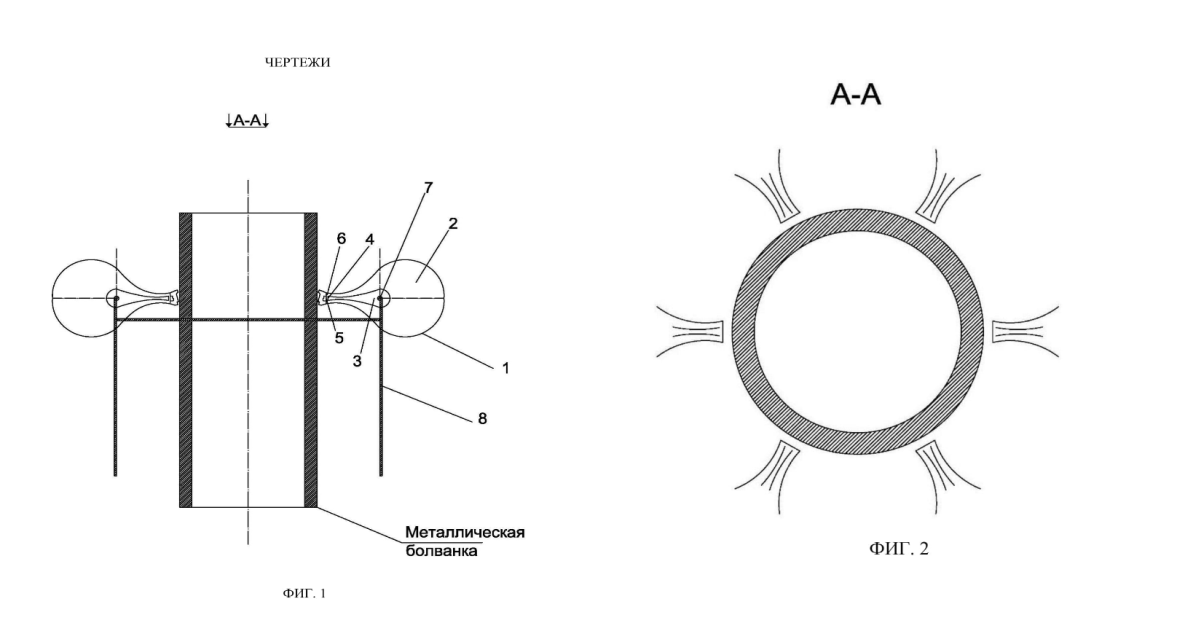 ЧЕРТЕЖИ
А-А
7
2
6
4
5
3
1
8
Металлическая
болванка
ФИГ. 1
А-А
ФИГ. 2